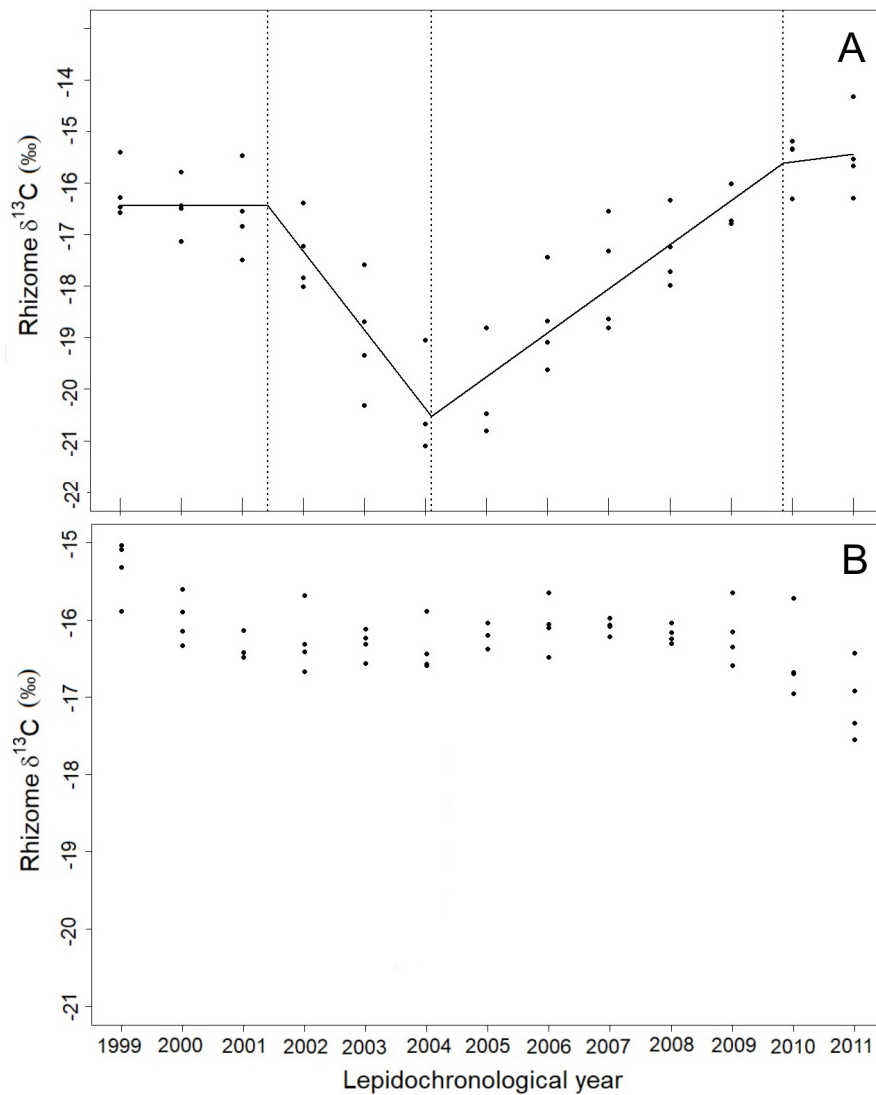 A
Rhizome δ¹³C (‰)
-14
-15
-16
-17
-18
-19
-20
-21
-22
B
Rhizome δ¹³C (‰)
-15
-16
-17
-18
-19
-20
-21
1999 2000 2001 2002 2003 2004 2005 2006 2007 2008 2009 2010 2011
Lepidochronological year